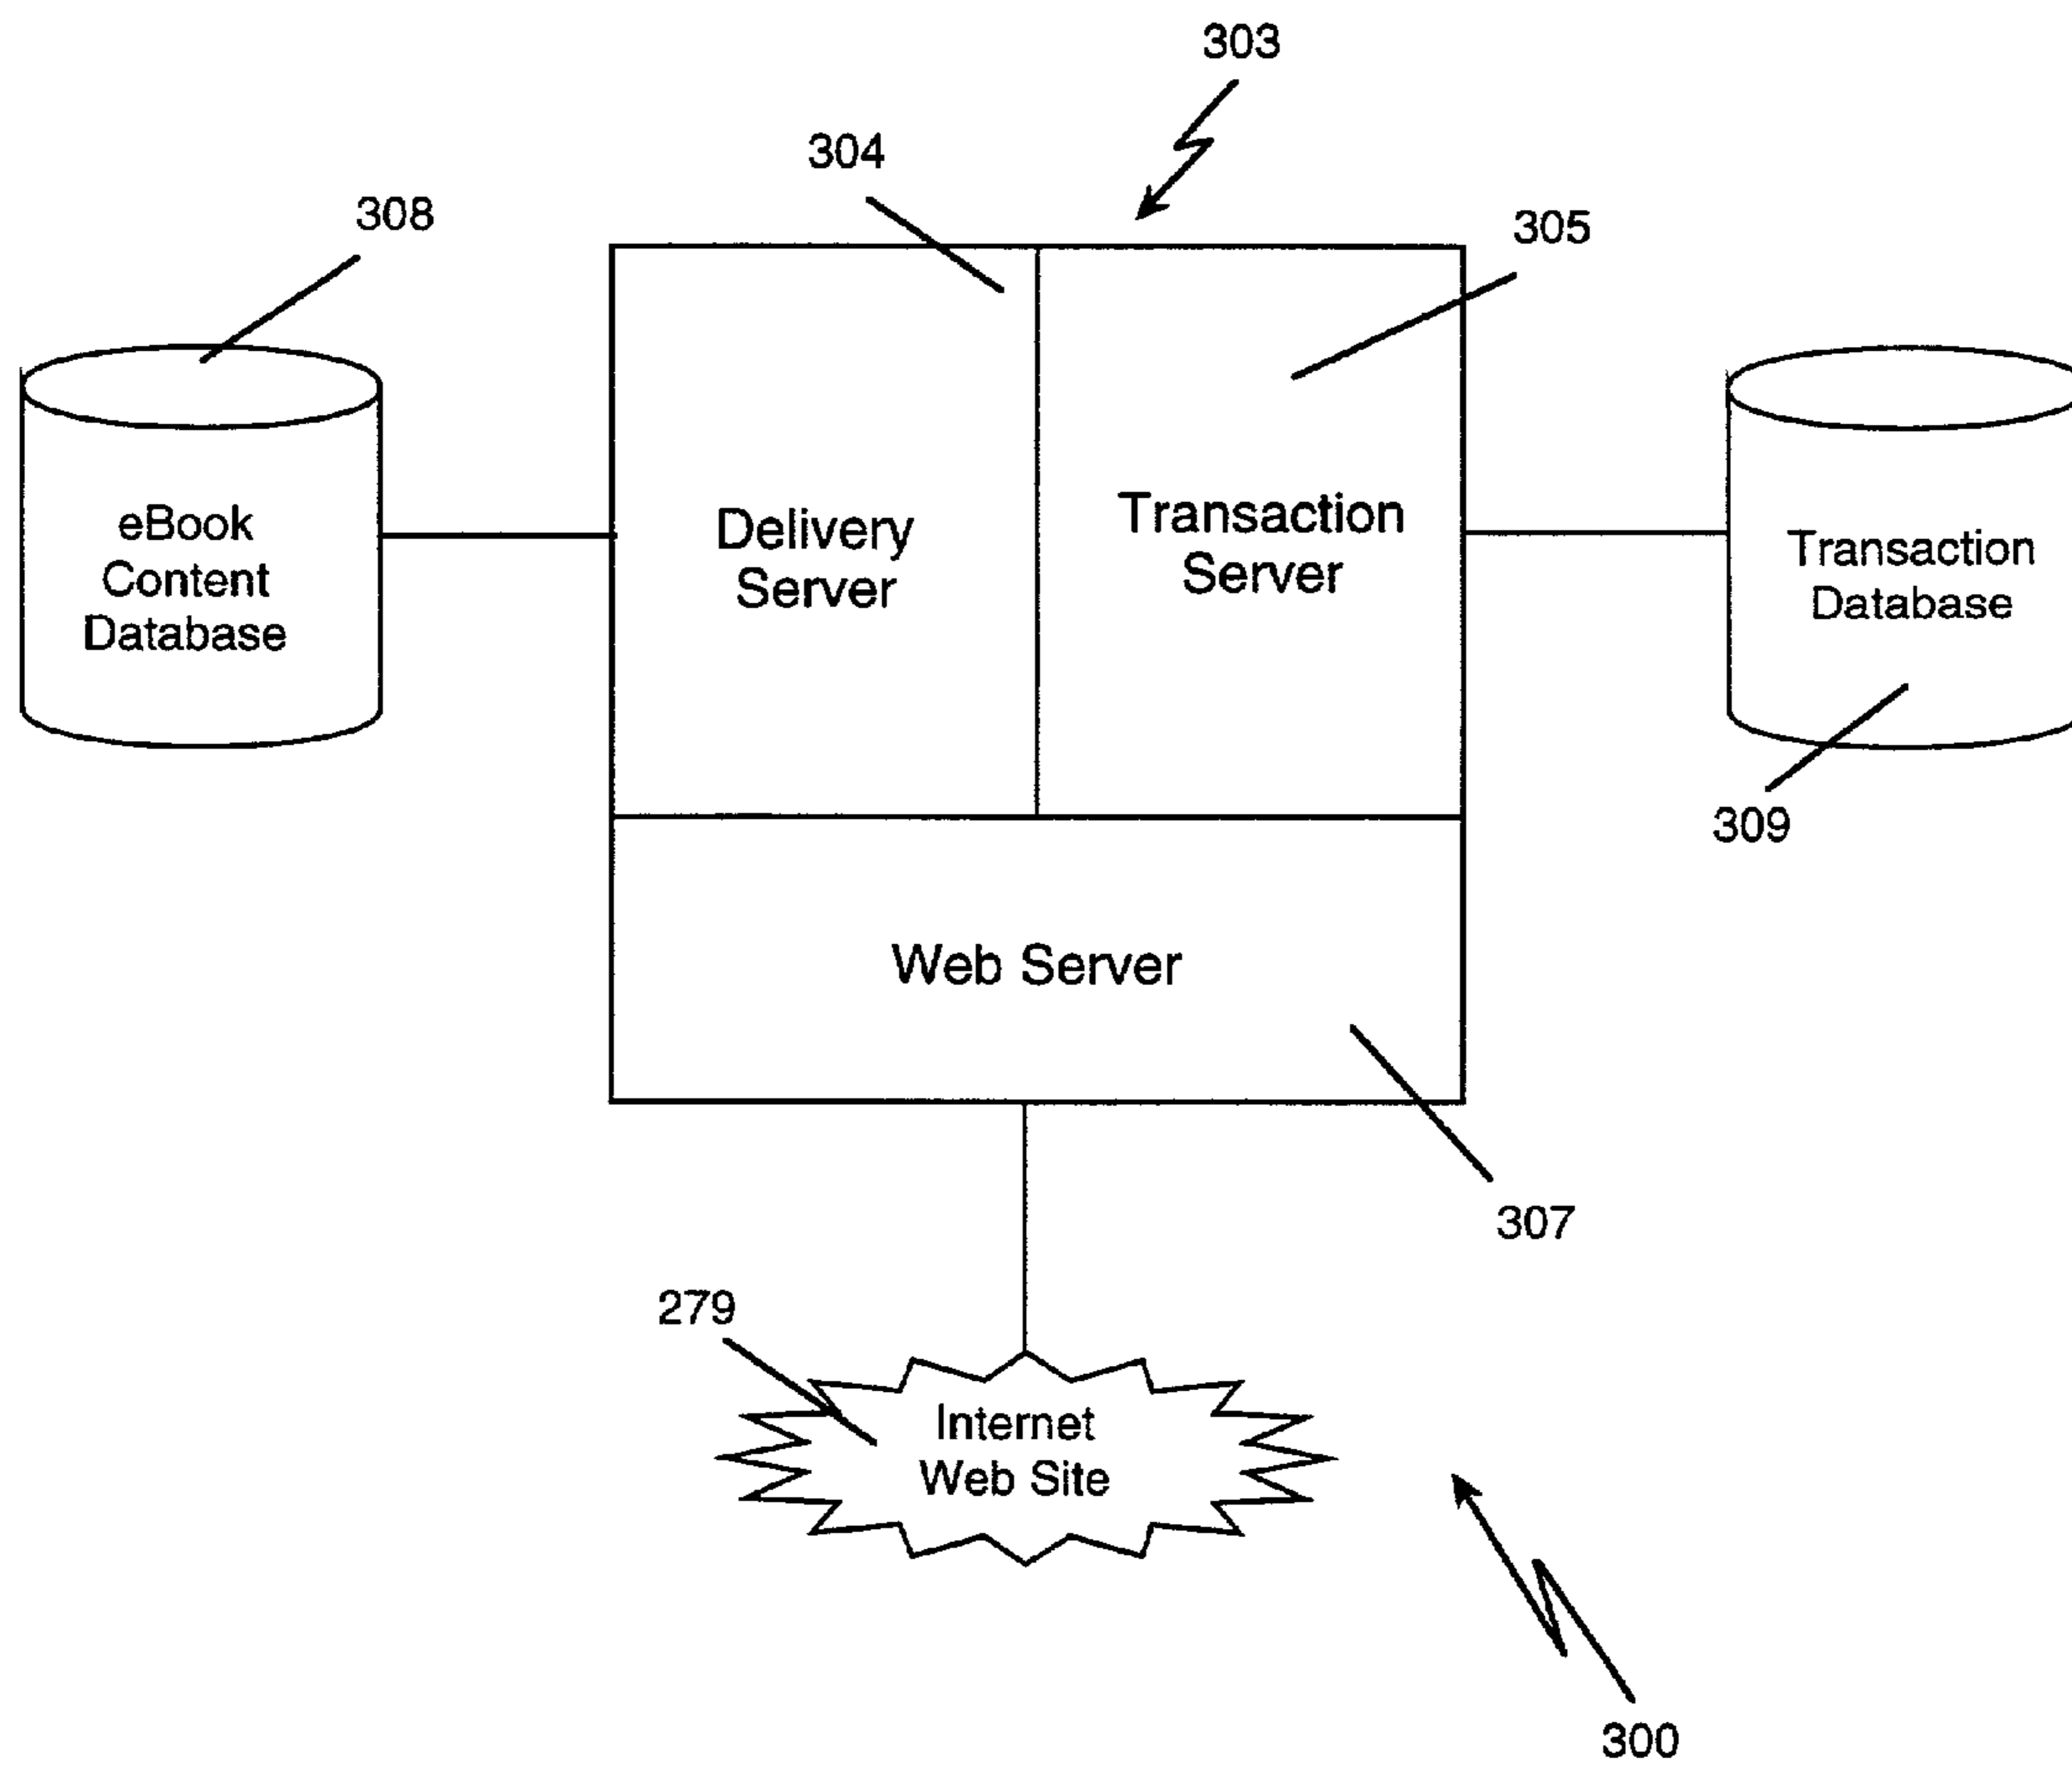 303
304
308
305
eBook
Content
Database
Delivery
Server
Transaction
Server
Transaction
Database
309
Web Server
307
279
Internet
Web Site
300